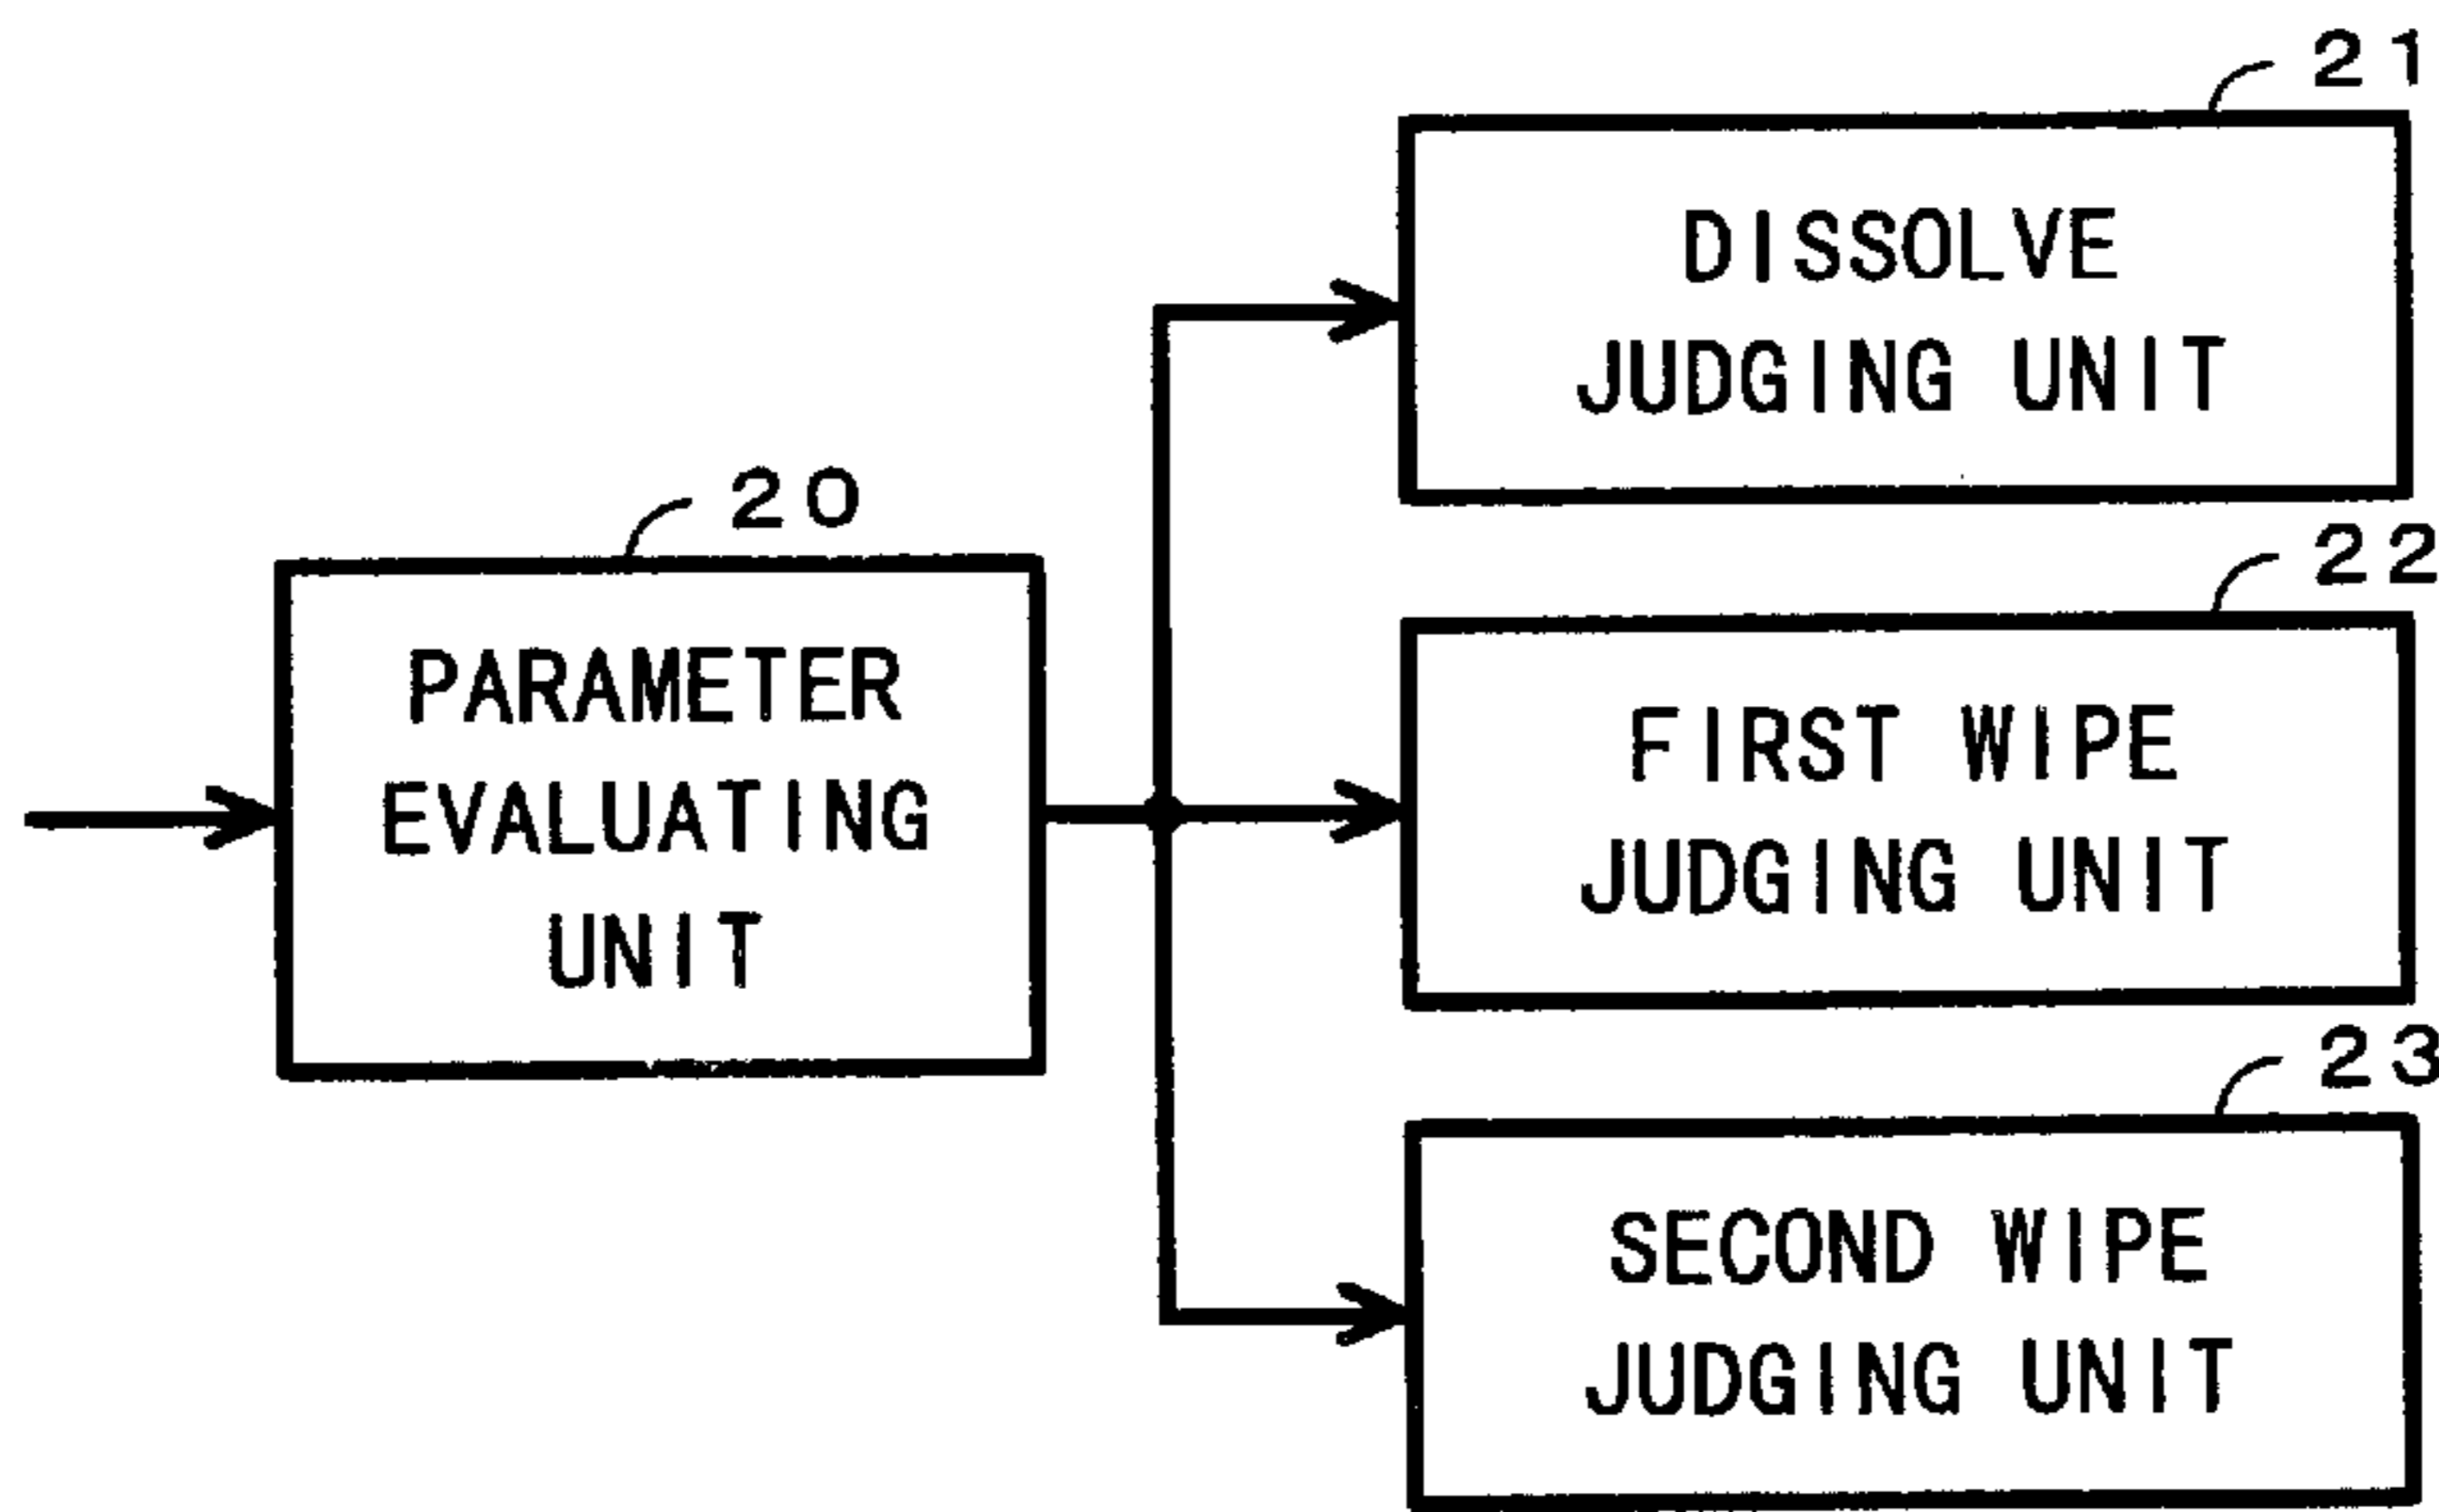 21
DISSOLVE
JUDGING UNIT
20
PARAMETER
EVALUATING
UNIT
22
FIRST WIPE
JUDGING UNIT
23
SECOND WIPE
JUDGING UNIT